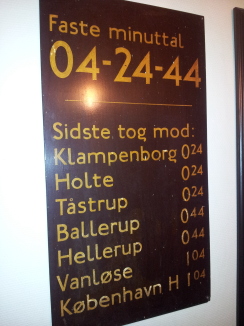 Faste minuttal
04-24-44
Sidste tog mod:
Klampenborg 0²⁴
Holte 0²⁴
Tåstrup 0²⁴
Ballerup 0⁴⁴
Hellerup 0⁴⁴
Vanløse 1⁰⁴
København H 1⁰⁴